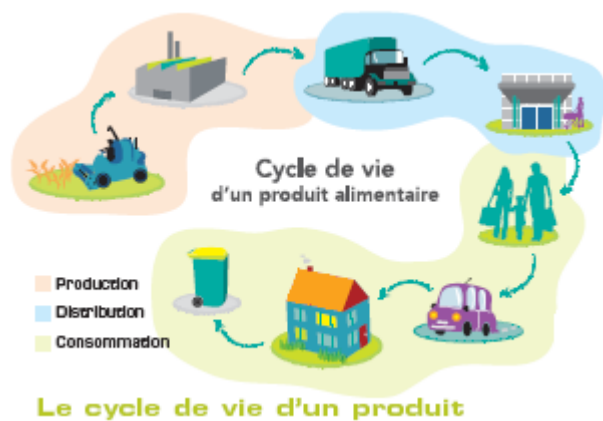 Cycle de vie
d'un produit alimentaire
Production
Distribution
Consommation
Le cycle de vie d'un produit